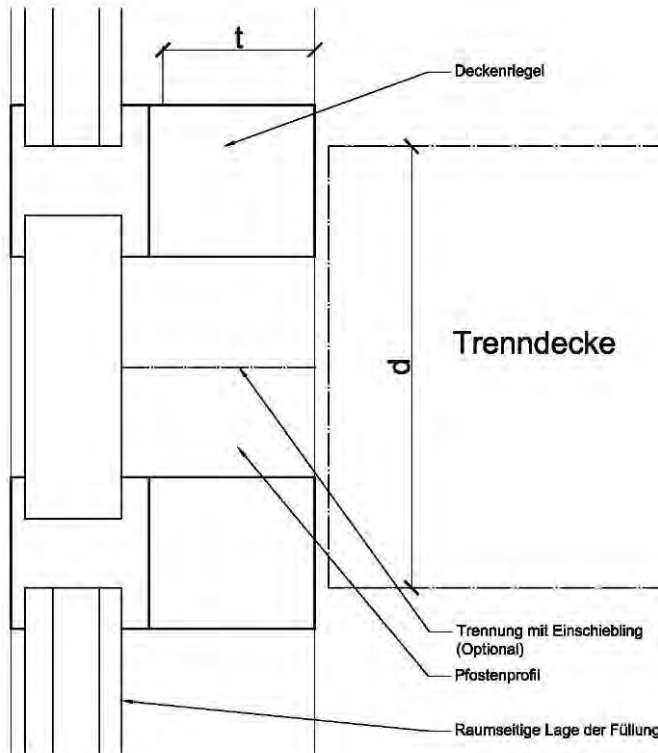 t
Deckenriegel
Trenndecke
d
Trennung mit Einschiebling
(Optional)
Pfostenprofil
Raumseitige Lage der Füllung